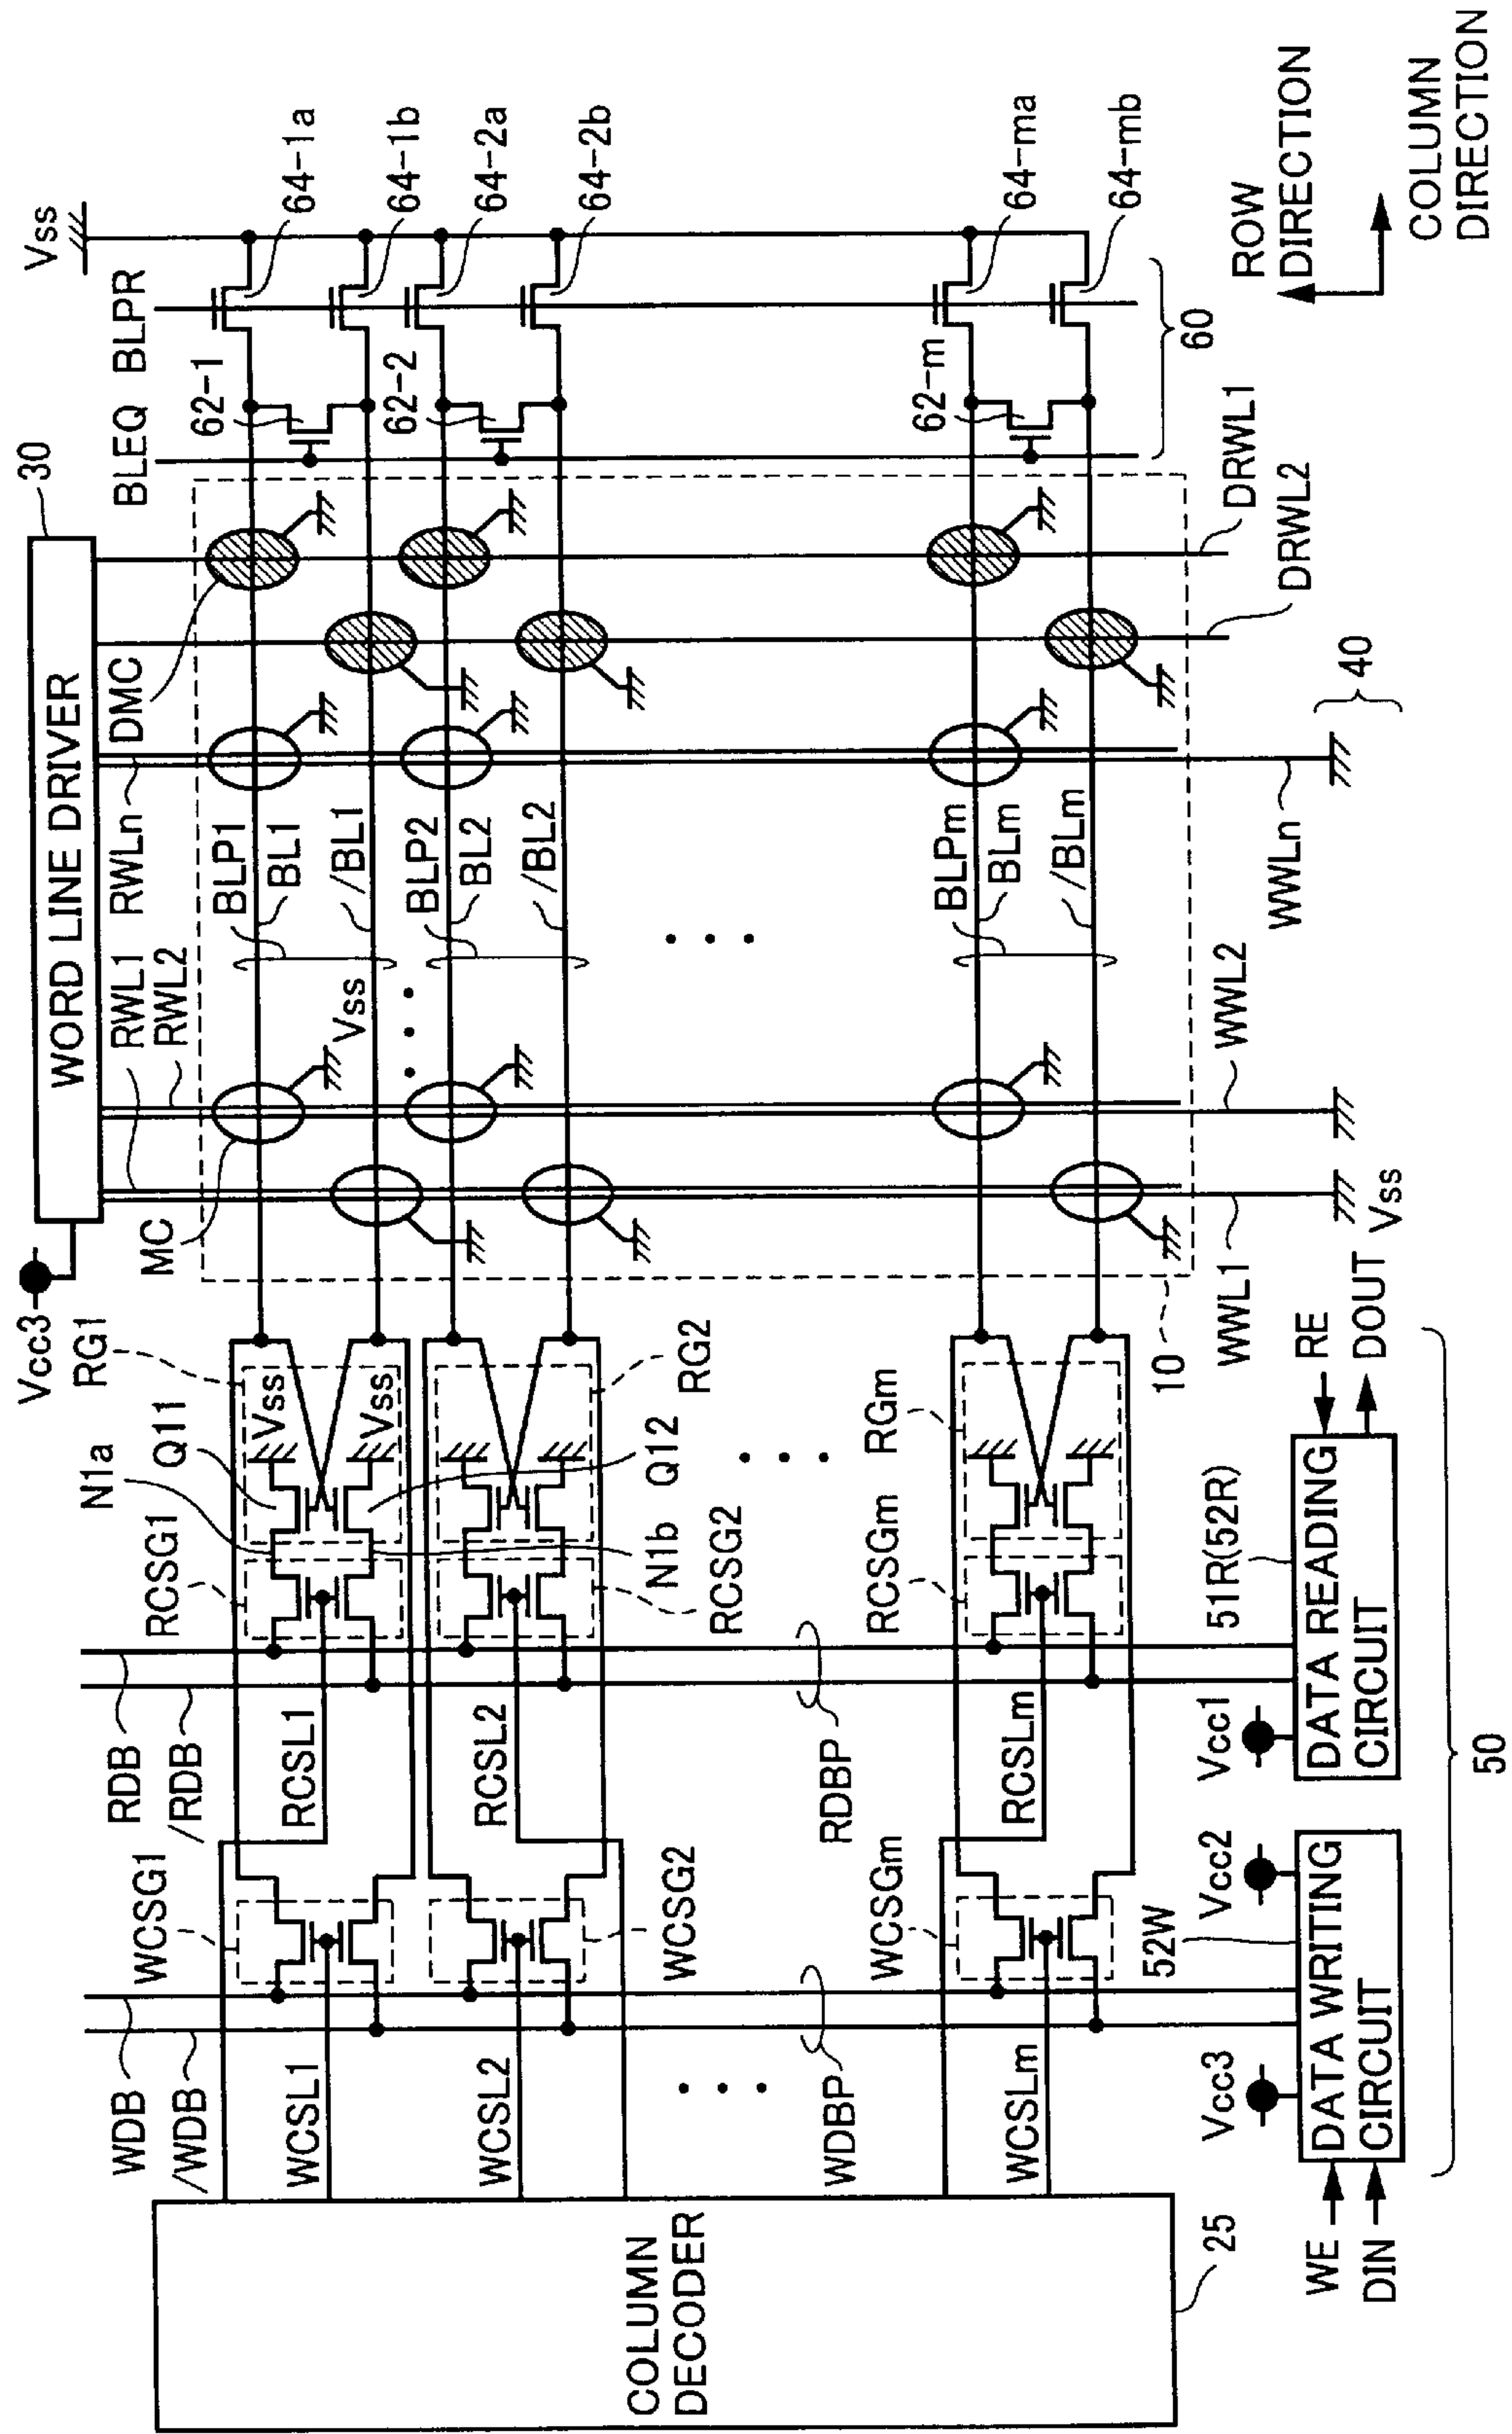 Vcc3
30
WORD LINE DRIVER
Vss
BLEQ
BLPR
MC
RWL1
RWL2
RWLn
DMC
62-1
62-2
62-m
64-1a
64-1b
64-2a
64-2b
64-ma
64-mb
60
BLP1
BL1
/BL1
BLP2
BL2
/BL2
BLPm
BLm
/BLm
Vss
DRWL1
DRWL2
40
WWLn
WWL2
WWL1
Vss
10
ROW
DIRECTION
COLUMN
DIRECTION
RG1
Vss
Vss
Q11
N1a
Q12
N1b
RG2
RGm
RCSG1
RCSG2
RCSGm
RDB
/RDB
RDBP
RCSL1
RCSL2
RCSLm
WCSG1
WCSG2
WCSGm
WDB
/WDB
WDBP
WCSL1
WCSL2
WCSLm
COLUMN
DECODER
25
51R(52R)
DATA READING
CIRCUIT
Vcc1
RE
DOUT
52W
DATA WRITING
CIRCUIT
Vcc2
Vcc3
WE
DIN
50